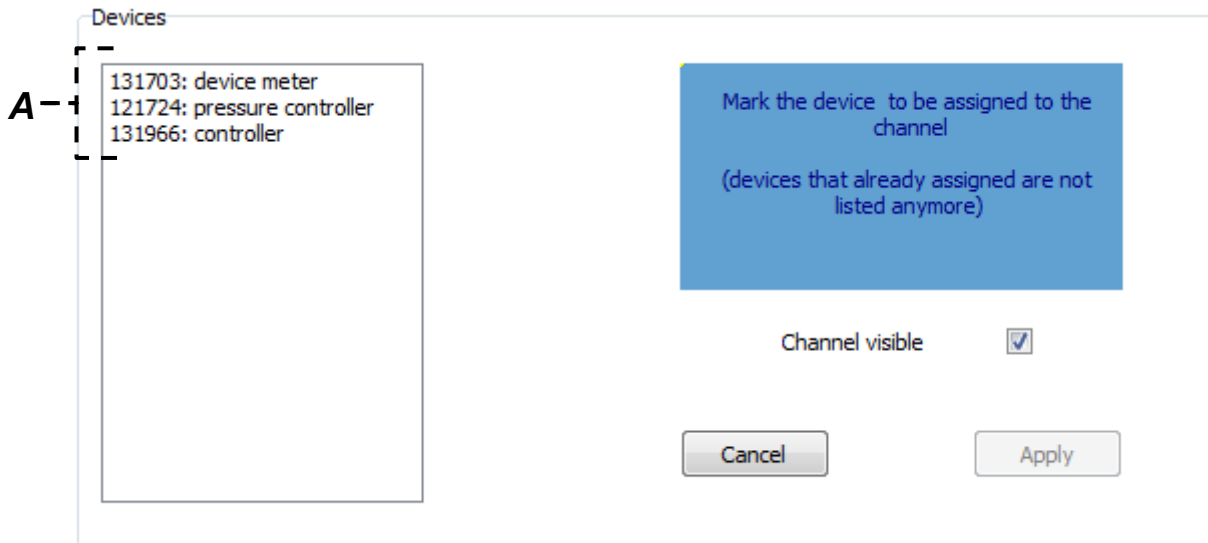 Devices
A
131703: device meter
121724: pressure controller
131966: controller
Mark the device to be assigned to the
channel
(devices that already assigned are not
listed anymore)
Channel visible
Cancel
Apply